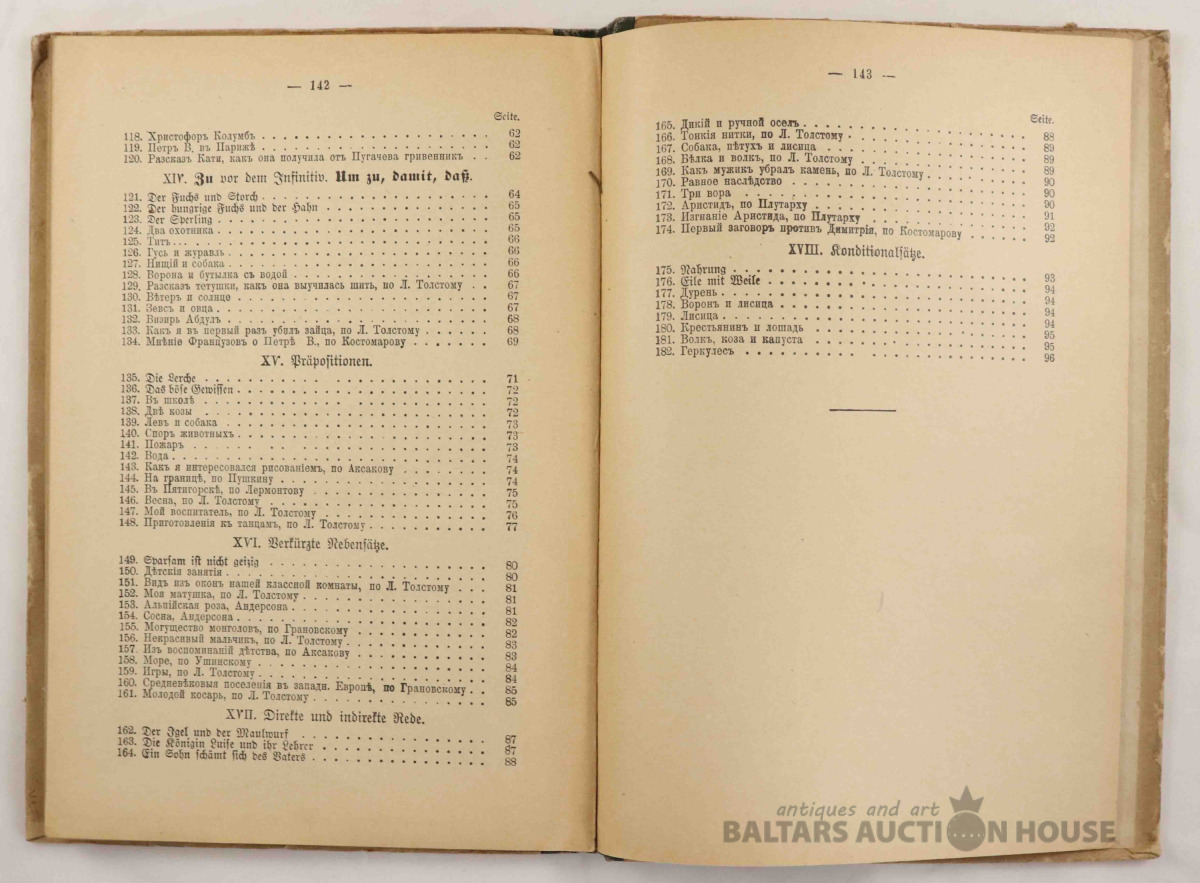 — 142 —
Seite.
118. Христофоръ Колумбъ 62
119. Петръ В. въ Парижѣ 62
120. Разсказъ Кати, какъ она получила отъ Пугачева гривенникъ 62
XIV. Zu vor dem Infinitiv. Um zu, damit, daß.
121. Der Fuchs und Storch 64
122. Der hungrige Fuchs und der Hahn 65
123. Der Sperling 65
124. Два охотника 65
125. Титъ... 66
126. Гусь и журавль 66
127. Нищій и собака 66
128. Ворона и бутылка съ водой 66
129. Разсказъ тетушки, какъ она выучилась шить, по Л. Толстому 67
130. Вѣтеръ и солнце 67
131. Зевсъ и овца 67
132. Визирь Абдулъ 68
133. Какъ я въ первый разъ убилъ зайца, по Л. Толстому 68
134. Мнѣніе Французовъ о Петрѣ В., по Костомарову 69
XV. Präpositionen.
135. Die Lerche 71
136. Das böse Gewissen 72
137. Въ школѣ 72
138. Двѣ козы 72
139. Левъ и собака 73
140. Споръ животныхъ 73
141. Пожаръ 73
142. Вода 74
143. Какъ я интересовался рисованіемъ, по Аксакову 74
144. На границѣ, по Пушкину 74
145. Въ Пятигорскѣ, по Лермонтову 75
146. Весна, по Л. Толстому 75
147. Мой воспитатель, по Л. Толстому 76
148. Приготовленія къ танцамъ, по Л. Толстому 77
XVI. Verkürzte Nebensätze.
149. Sparsam ist nicht geizig 80
150. Дѣтскія занятія 80
151. Видъ изъ оконъ нашей классной комнаты, по Л. Толстому 81
152. Моя матушка, по Л. Толстому 81
153. Альпійская роза, Андерсона 81
154. Сосна, Андерсона 82
155. Могущество монголовъ, по Грановскому 82
156. Некрасивый мальчикъ, по Л. Толстому 83
157. Изъ воспоминаній дѣтства, по Аксакову 83
158. Море, по Ушинскому 84
159. Игры, по Л. Толстому 84
160. Средневѣковыя поселенія въ западн. Европѣ, по Грановскому 85
161. Молодой косарь, по Л. Толстому 85
XVII. Direkte und indirekte Rede.
162. Der Igel und der Maulwurf 87
163. Die Königin Luise und ihr Lehrer 87
164. Ein Sohn schämt sich des Vaters 88
— 143 —
Seite.
165. Дикій и ручной оселъ 88
166. Тонкія нитки, по Л. Толстому 89
167. Собака, пѣтухъ и лисица 89
168. Бѣлка и волкъ, по Л. Толстому 89
169. Какъ мужикъ убралъ камень, по Л. Толстому 90
170. Равное наслѣдство 90
171. Три вора 90
172. Аристидъ, по Плутарху 91
173. Изгнаніе Аристида, по Плутарху 92
174. Первый заговоръ противъ Димитрія, по Костомарову 92
XVIII. Konditionalsätze.
175. Nahrung 93
176. Eile mit Weile 94
177. Дурень 94
178. Воронъ и лисица 94
179. Лисица 94
180. Крестьянинъ и лошадь 95
181. Волкъ, коза и капуста 95
182. Геркулесъ 96
antiques and art
BALTARS AUCTION HOUSE